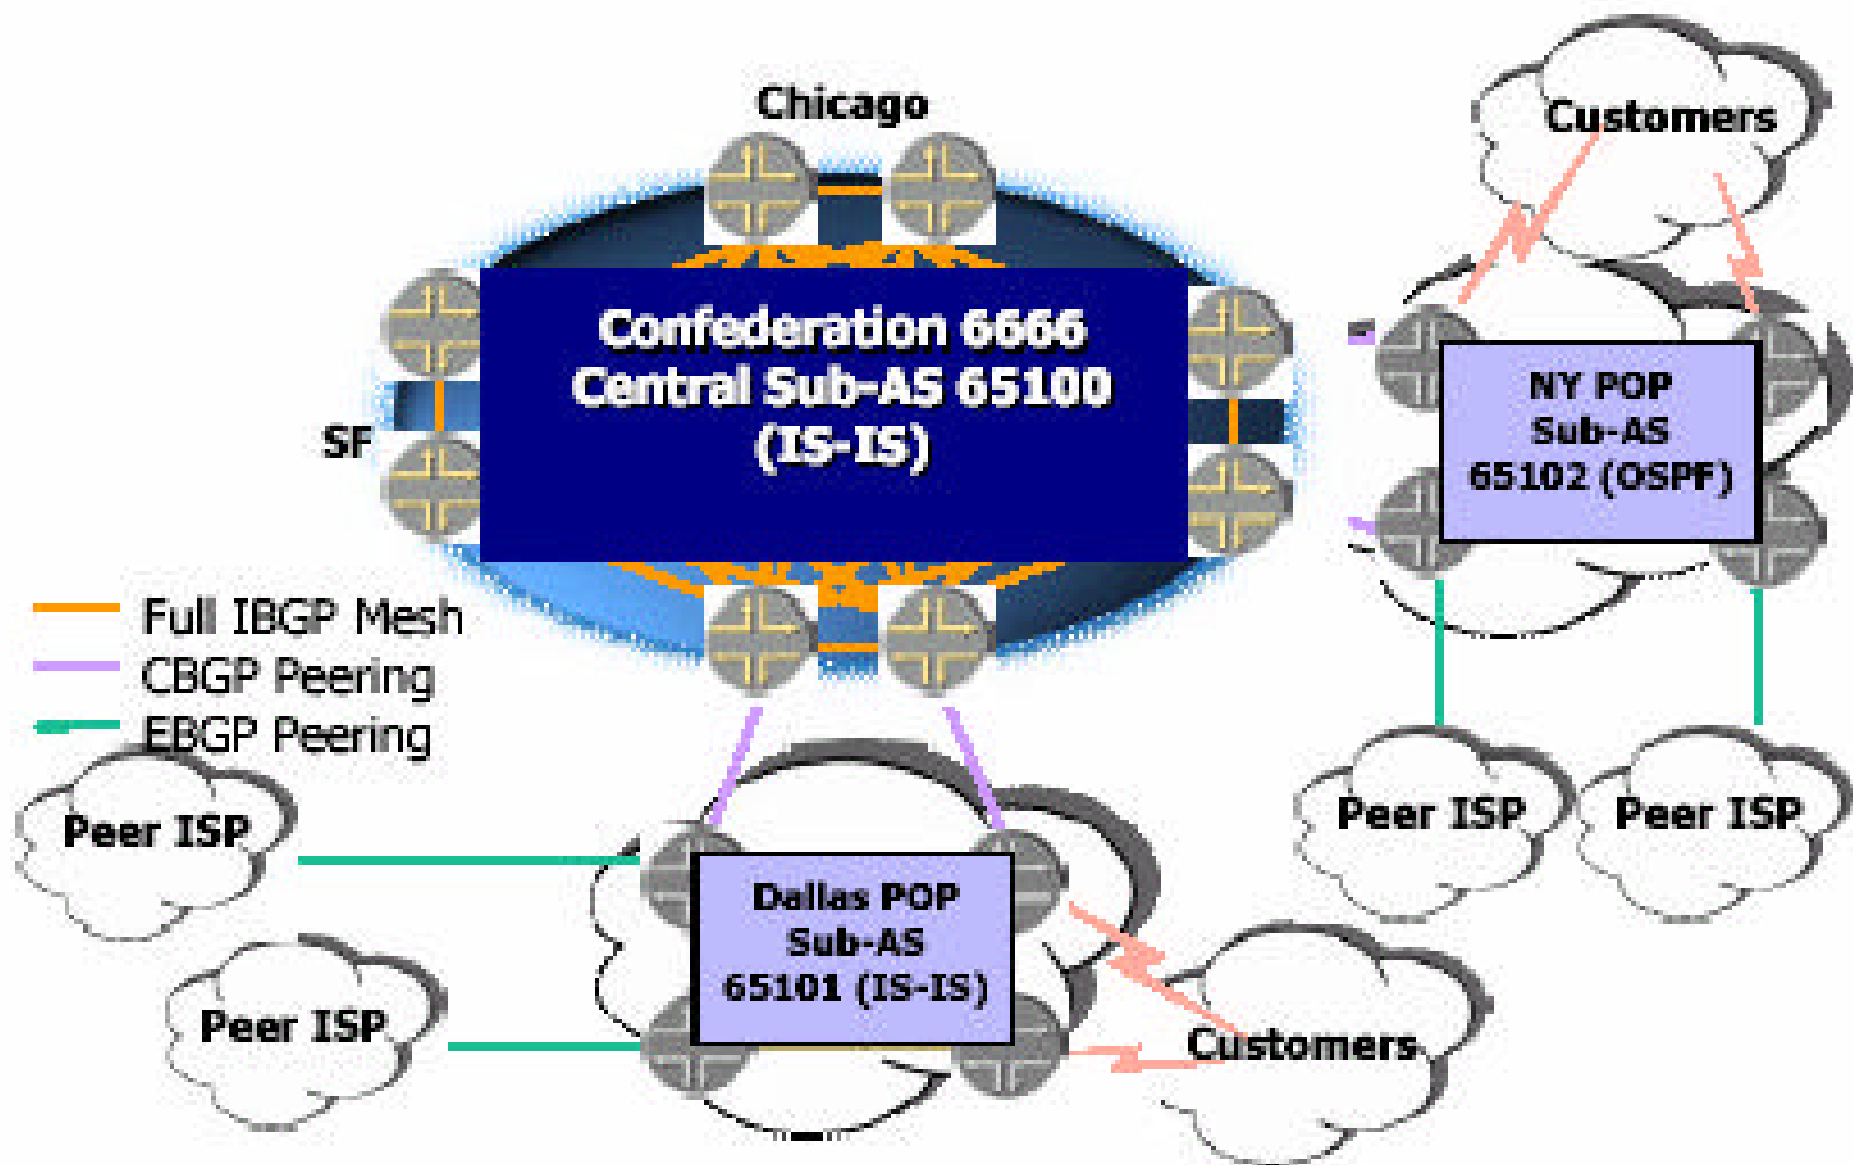 Chicago
Customers
Confederation 6666
Central Sub-AS 65100
(IS-IS)
SF
NY POP
Sub-AS
65102 (OSPF)
Full IBGP Mesh
CBGP Peering
EBGP Peering
Peer ISP
Peer ISP
Peer ISP
Dallas POP
Sub-AS
65101 (IS-IS)
Peer ISP
Customers